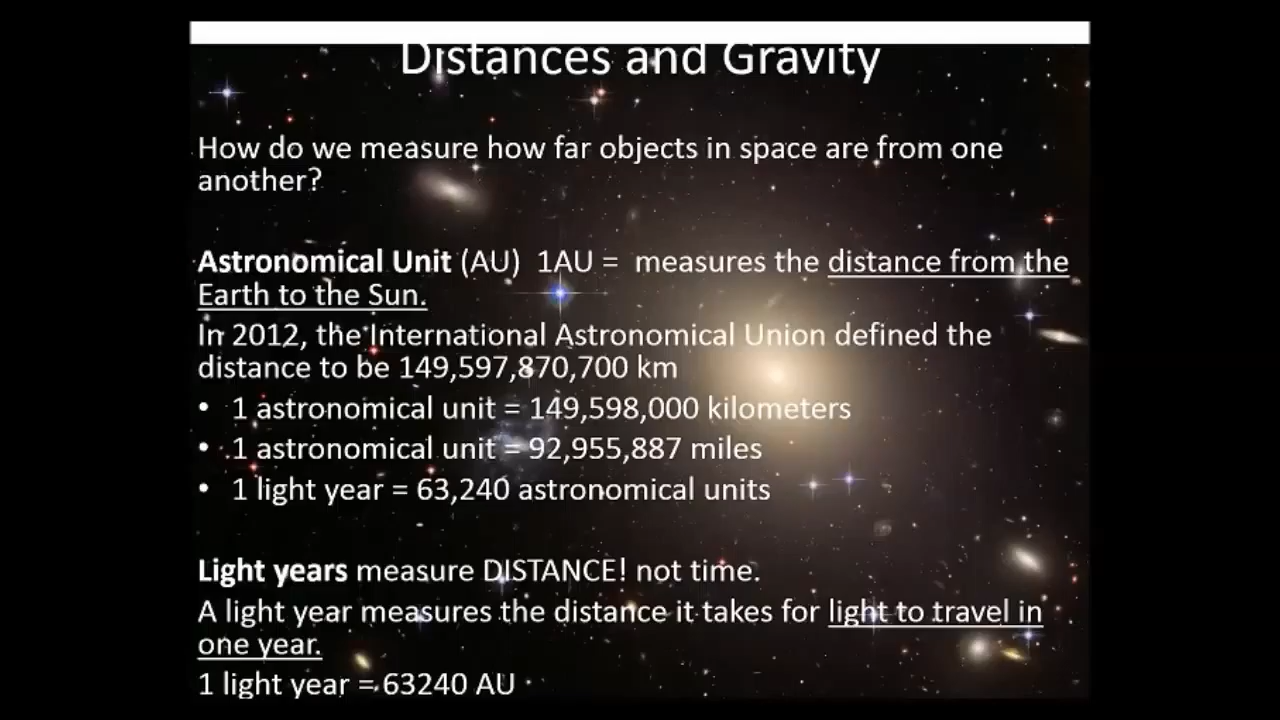 Distances and Gravity
How do we measure how far objects in space are from one
another?
Astronomical Unit (AU)  1AU =  measures the distance from the
Earth to the Sun.
In 2012, the International Astronomical Union defined the
distance to be 149,597,870,700 km
• 1 astronomical unit = 149,598,000 kilometers
• 1 astronomical unit = 92,955,887 miles
• 1 light year = 63,240 astronomical units
Light years measure DISTANCE! not time.
A light year measures the distance it takes for light to travel in
one year.
1 light year = 63240 AU